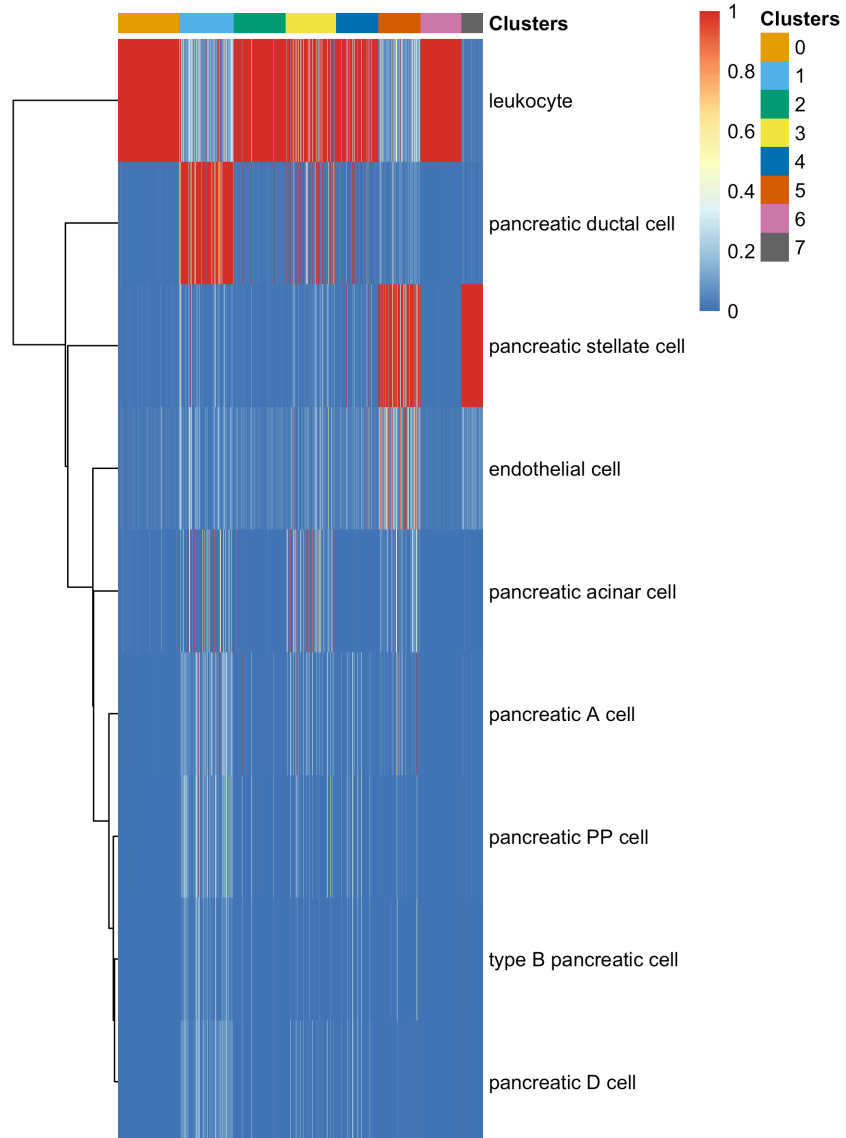 Clusters
leukocyte
pancreatic ductal cell
pancreatic stellate cell
endothelial cell
pancreatic acinar cell
pancreatic A cell
pancreatic PP cell
type B pancreatic cell
pancreatic D cell
1
0.8
0.6
0.4
0.2
0
Clusters
0
1
2
3
4
5
6
7